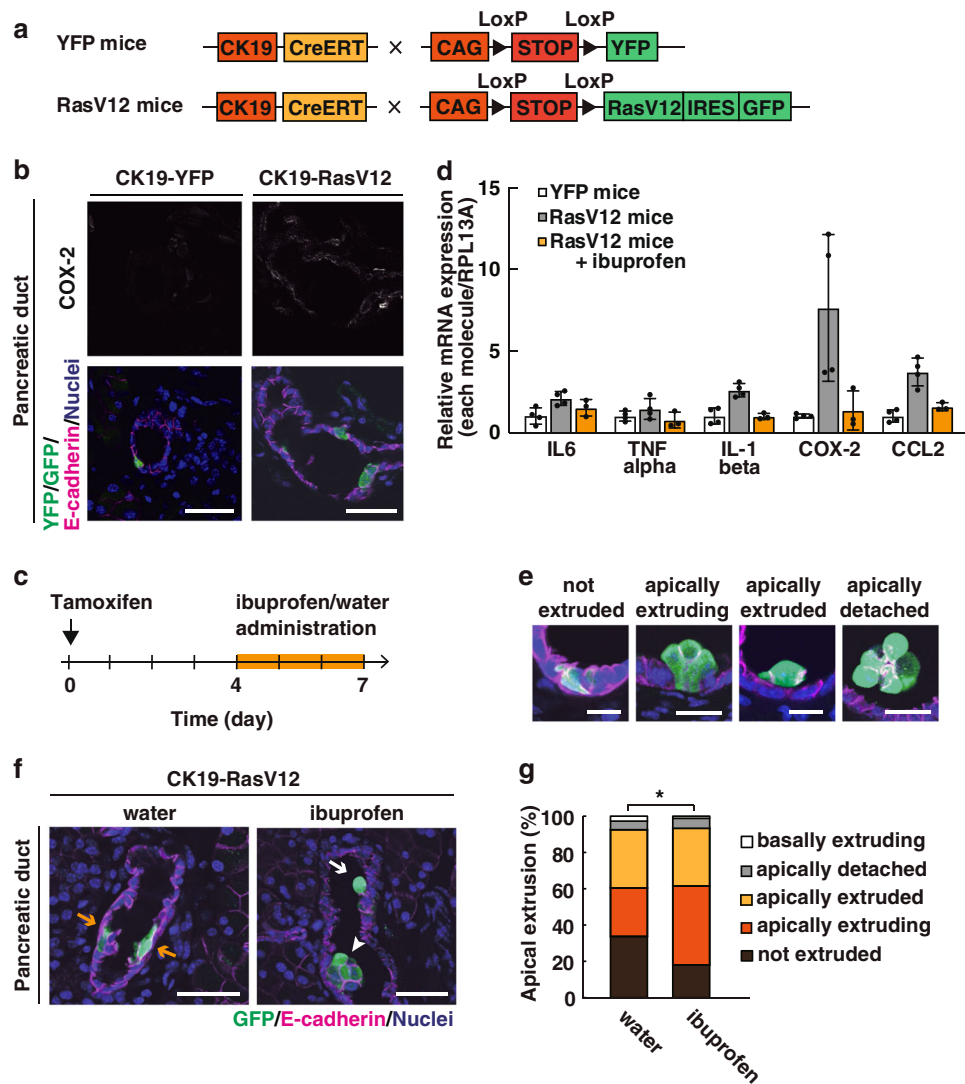 a
YFP mice
CK19 CreERT × CAG LoxP STOP LoxP YFP
RasV12 mice
CK19 CreERT × CAG LoxP STOP LoxP RasV12 IRES GFP
b
CK19-YFP CK19-RasV12
Pancreatic duct
COX-2
YFP/GFP/
E-cadherin/Nuclei
d
Relative mRNA expression
(each molecule/RPL13A)
15
10
5
0
YFP mice
RasV12 mice
RasV12 mice
+ ibuprofen
IL6
TNF
alpha
IL-1
beta
COX-2
CCL2
c
Tamoxifen
ibuprofen/water
administration
0 4 7
Time (day)
e
not
extruded
apically
extruding
apically
extruded
apically
detached
f
CK19-RasV12
water ibuprofen
Pancreatic duct
GFP/E-cadherin/Nuclei
g
Apical extrusion (%)
100
80
60
40
20
0
*
water
ibuprofen
basally extruding
apically detached
apically extruded
apically extruding
not extruded